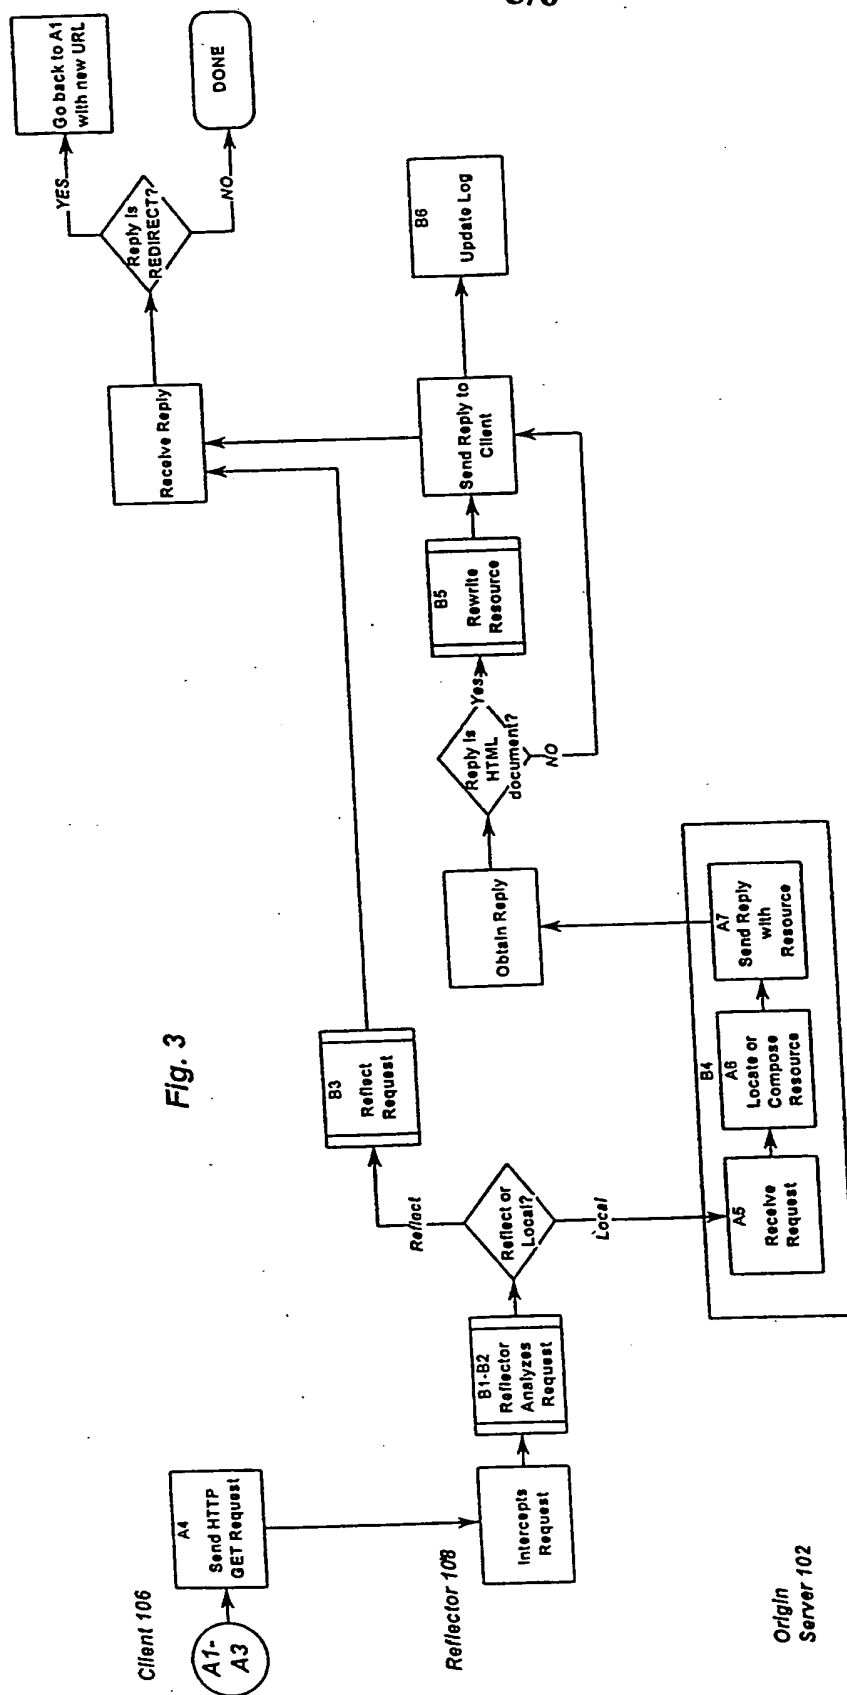 Fig. 3
Client 106
A1-
A3
A4
Send HTTP
GET Request
Receive Reply
Reply is
REDIRECT?
YES
Go back to A1
with new URL
NO
DONE
Reflector 108
Intercepts
Request
B1-B2
Reflector
Analyzes
Request
Reflect or
Local?
Reflect
B3
Reflect
Request
Local
Obtain Reply
Reply is
HTML
document?
Yes
NO
B5
Rewrite
Resource
Send Reply to
Client
B6
Update Log
Origin
Server 102
A5
Receive
Request
B4
A6
Locate or
Compose
Resource
A7
Send Reply
with
Resource